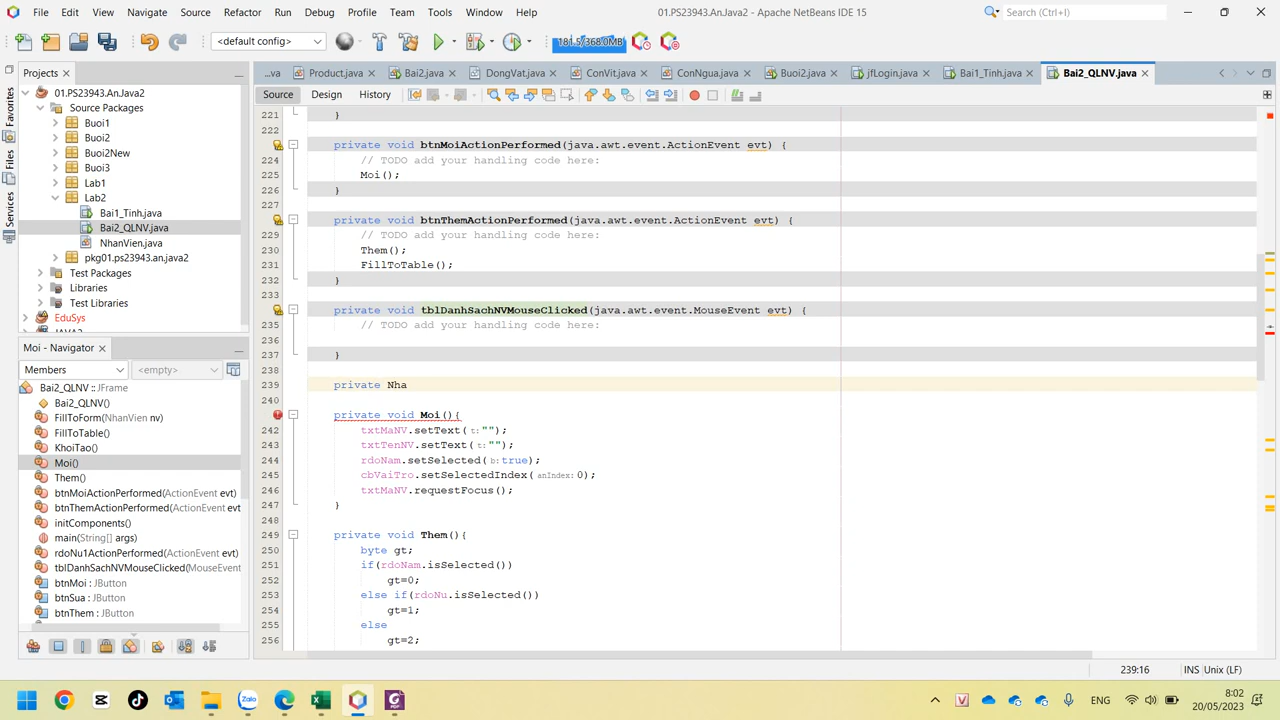 File Edit View Navigate Source Refactor Run Debug Profile Team Tools Window Help
01.PS23943.An.Java2 - Apache NetBeans IDE 15
Search (Ctrl+I)
<default config>
181.5/368.0MB
Projects
...va Product.java Bai2.java DongVat.java ConVit.java ConNgua.java Buoi2.java jfLogin.java Bai1_Tinh.java Bai2_QLNV.java
Source Design History
Favorites
Files
Services
01.PS23943.An.Java2
Source Packages
Buoi1
Buoi2
Buoi2New
Buoi3
Lab1
Lab2
Bai1_Tinh.java
Bai2_QLNV.java
NhanVien.java
pkg01.ps23943.an.java2
Test Packages
Libraries
Test Libraries
EduSys
Moi - Navigator
Members
<empty>
Bai2_QLNV :: JFrame
Bai2_QLNV()
FillToForm(NhanVien nv)
FillToTable()
KhoiTao()
Moi()
Them()
btnMoiActionPerformed(ActionEvent evt)
btnThemActionPerformed(ActionEvent evt
initComponents()
main(String[] args)
rdoNu1ActionPerformed(ActionEvent evt)
tblDanhSachNVMouseClicked(MouseEvent
btnMoi : JButton
btnSua : JButton
btnThem : JButton
221 }
222
private void btnMoiActionPerformed(java.awt.event.ActionEvent evt) {
224 // TODO add your handling code here:
225 Moi();
226 }
227
private void btnThemActionPerformed(java.awt.event.ActionEvent evt) {
229 // TODO add your handling code here:
230 Them();
231 FillToTable();
232 }
233
private void tblDanhSachNVMouseClicked(java.awt.event.MouseEvent evt) {
235 // TODO add your handling code here:
236
237 }
238
239 private Nha
240
private void Moi(){
242 txtMaNV.setText(t:"");
243 txtTenNV.setText(t:"");
244 rdoNam.setSelected(b:true);
245 cbVaiTro.setSelectedIndex(anIndex:0);
246 txtMaNV.requestFocus();
247 }
248
249 private void Them(){
250 byte gt;
251 if(rdoNam.isSelected())
252 gt=0;
253 else if(rdoNu.isSelected())
254 gt=1;
255 else
256 gt=2;
239:16 INS Unix (LF)
Zalo
PDF
ENG
8:02
20/05/2023